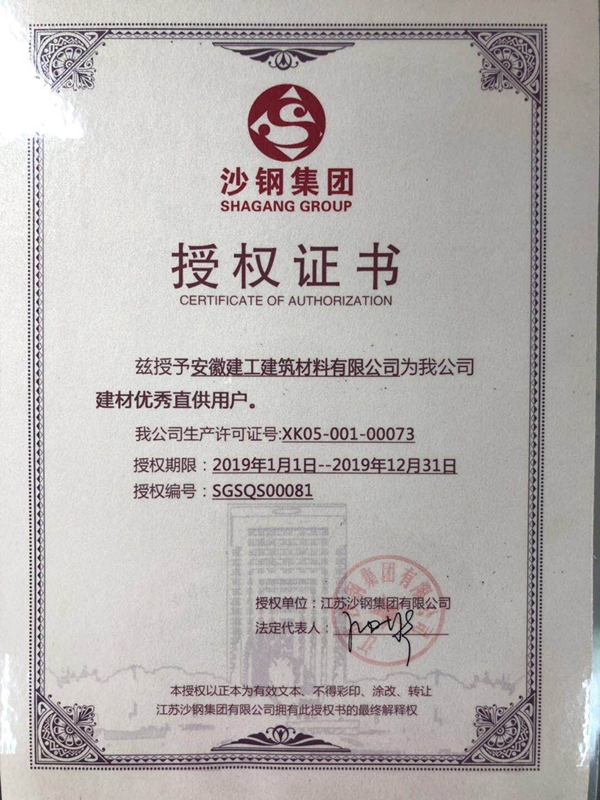 沙钢集团
SHAGANG GROUP
授权证书
CERTIFICATE OF AUTHORIZATION
兹授予安徽建工建筑材料有限公司为我公司
建材优秀直供用户。
我公司生产许可证号:XK05-001-00073
授权期限：2019年1月1日--2019年12月31日
授权编号：SGSQS00081
授权单位：江苏沙钢集团有限公司
法定代表人：
本授权以正本为有效文本、不得彩印、涂改、转让
江苏沙钢集团有限公司拥有此授权书的最终解释权